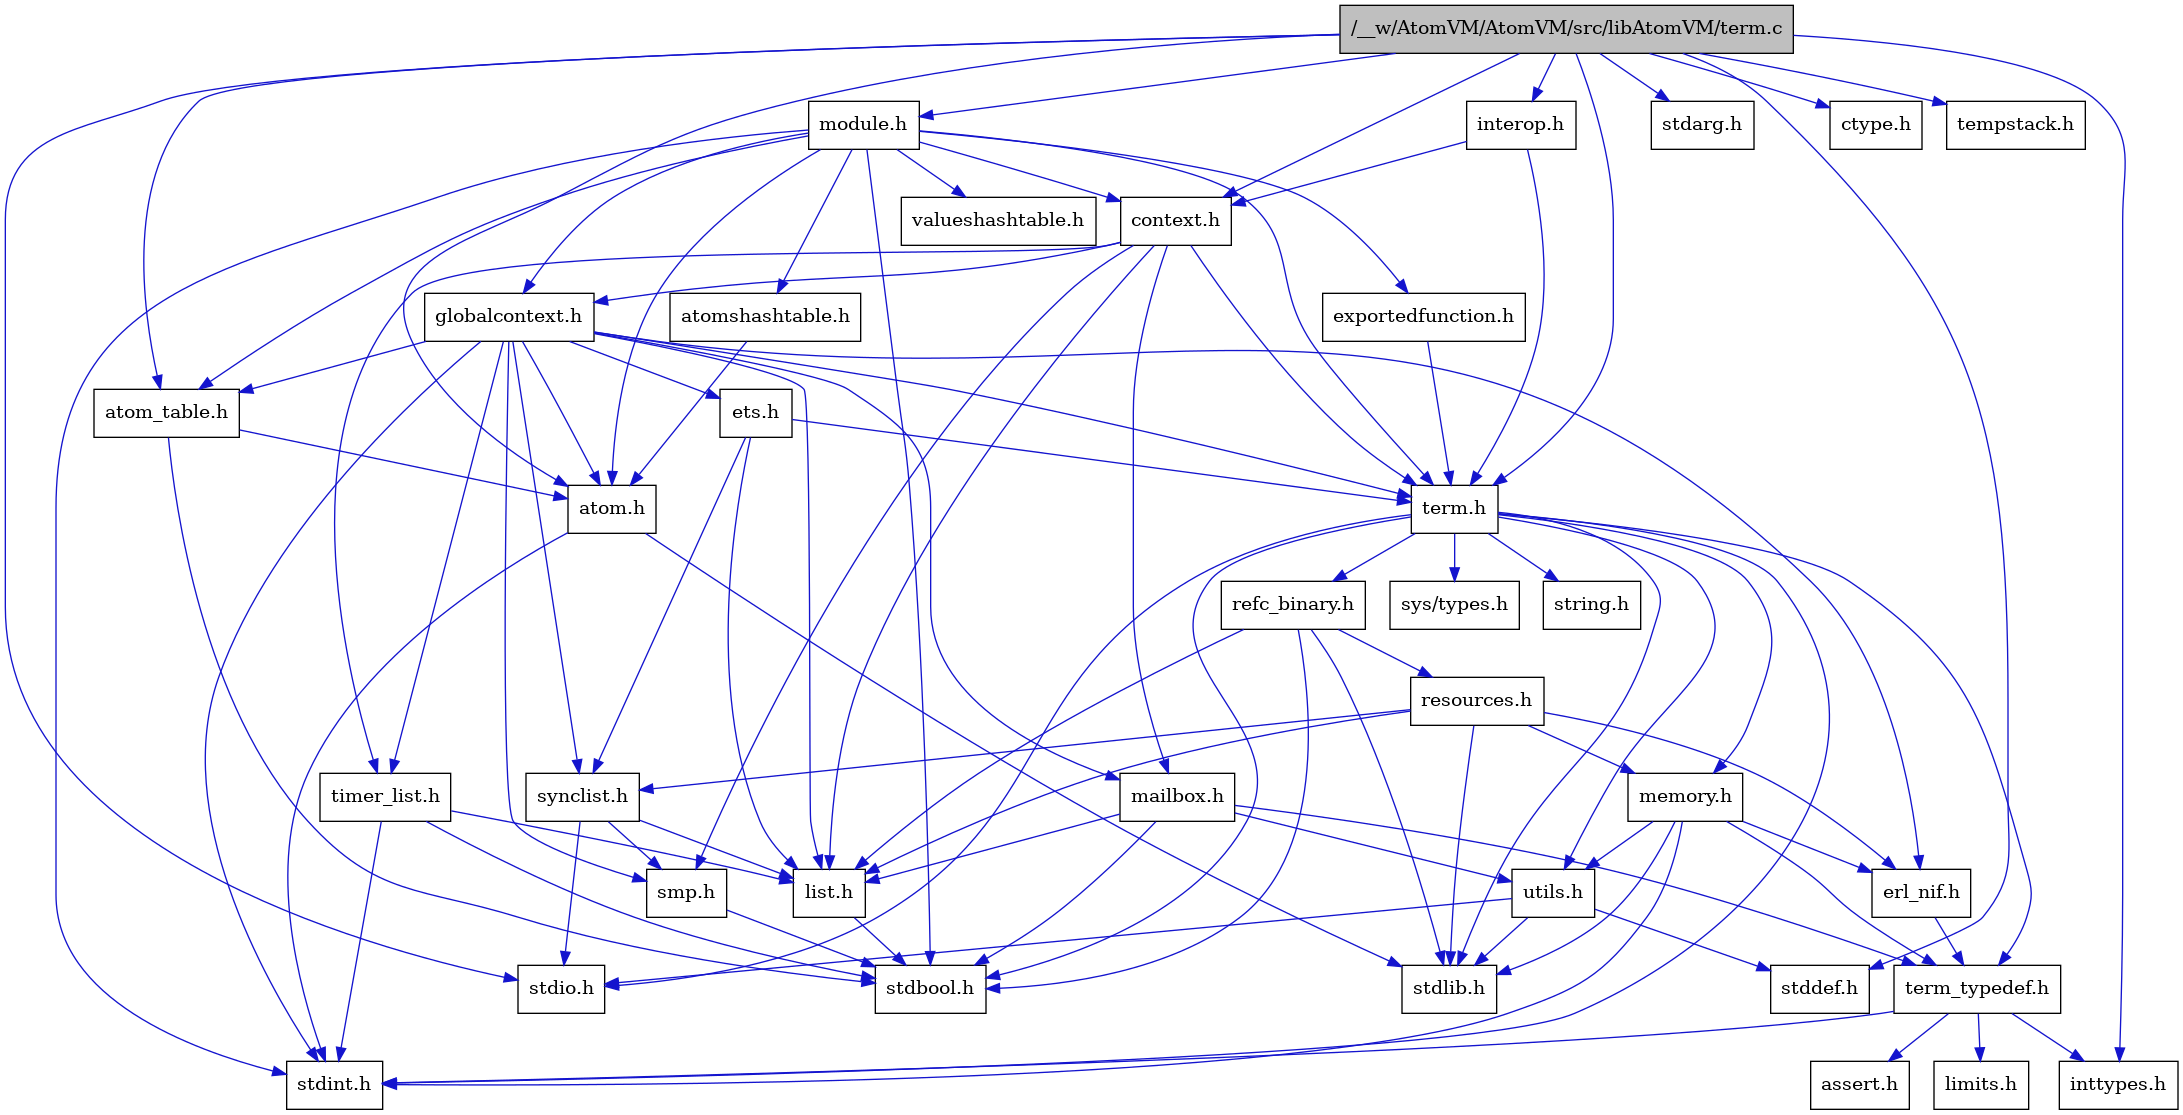 /__w/AtomVM/AtomVM/src/libAtomVM/term.c
module.h
interop.h
stdarg.h
ctype.h
tempstack.h
valueshashtable.h
context.h
globalcontext.h
atomshashtable.h
exportedfunction.h
atom_table.h
ets.h
atom.h
term.h
refc_binary.h
sys/types.h
string.h
resources.h
timer_list.h
synclist.h
mailbox.h
memory.h
smp.h
list.h
utils.h
erl_nif.h
stdio.h
stdbool.h
stdlib.h
stddef.h
term_typedef.h
stdint.h
assert.h
limits.h
inttypes.h